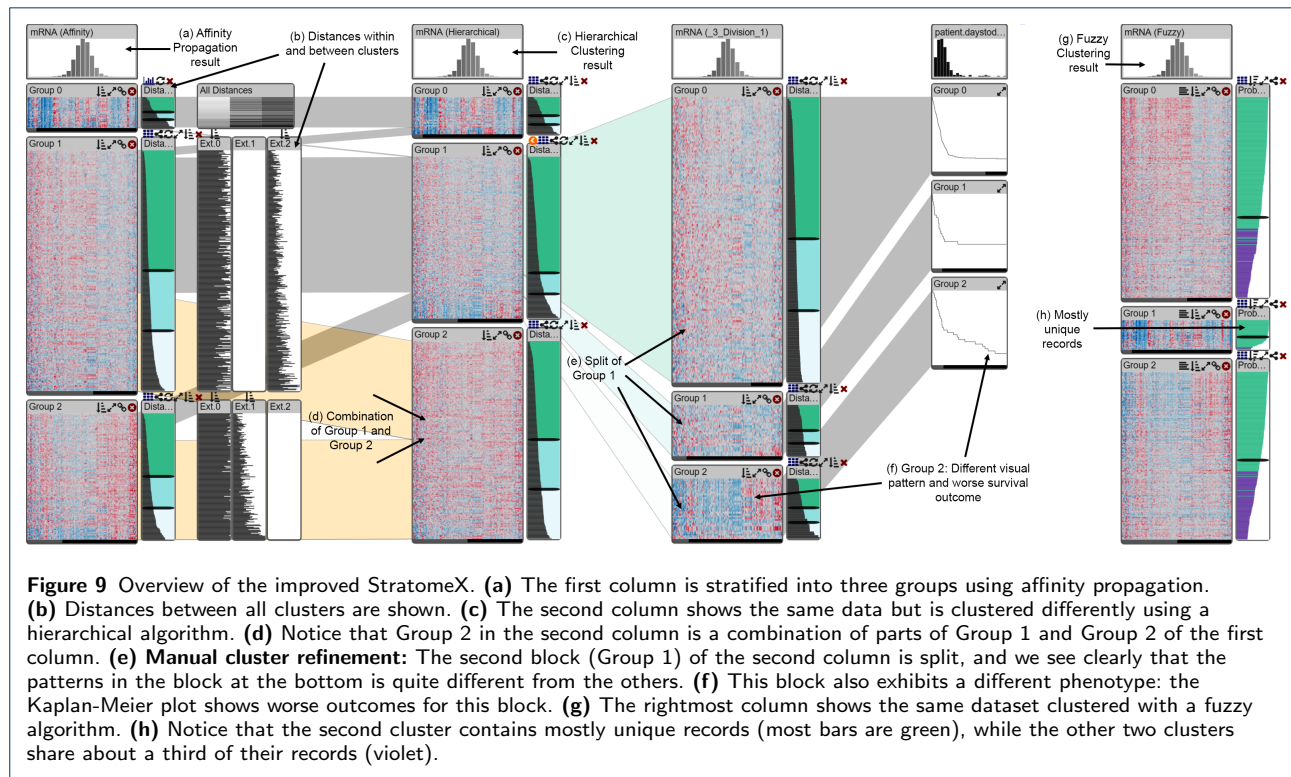 mRNA (Affinity)
(a) Affinity
Propagation
result
(b) Distances within
and between clusters
mRNA (Hierarchical)
(c) Hierarchical
Clustering
result
mRNA (_3_Division_1)
patient.daystod...
(g) Fuzzy
Clustering
result
mRNA (Fuzzy)
Group 0
Dista...
All Distances
Group 0
Dista...
Group 0
Dista...
Group 0
Group 0
Prob...
Group 1
Dista...
Ext.0
Ext.1
Ext.2
Group 1
Dista...
Group 1
Group 2
(h) Mostly
unique
records
Group 1
Prob...
Group 2
Dista...
(e) Split of
Group 1
Group 2
Prob...
Group 2
Dista...
Ext.0
Ext.1
Ext.2
(d) Combination
of Group 1 and
Group 2
Group 1
Dista...
Group 2
Dista...
(f) Group 2: Different visual
pattern and worse survival
outcome
Figure 9 Overview of the improved StratomeX. (a) The first column is stratified into three groups using affinity propagation.
(b) Distances between all clusters are shown. (c) The second column shows the same data but is clustered differently using a
hierarchical algorithm. (d) Notice that Group 2 in the second column is a combination of parts of Group 1 and Group 2 of the first
column. (e) Manual cluster refinement: The second block (Group 1) of the second column is split, and we see clearly that the
patterns in the block at the bottom is quite different from the others. (f) This block also exhibits a different phenotype: the
Kaplan-Meier plot shows worse outcomes for this block. (g) The rightmost column shows the same dataset clustered with a fuzzy
algorithm. (h) Notice that the second cluster contains mostly unique records (most bars are green), while the other two clusters
share about a third of their records (violet).